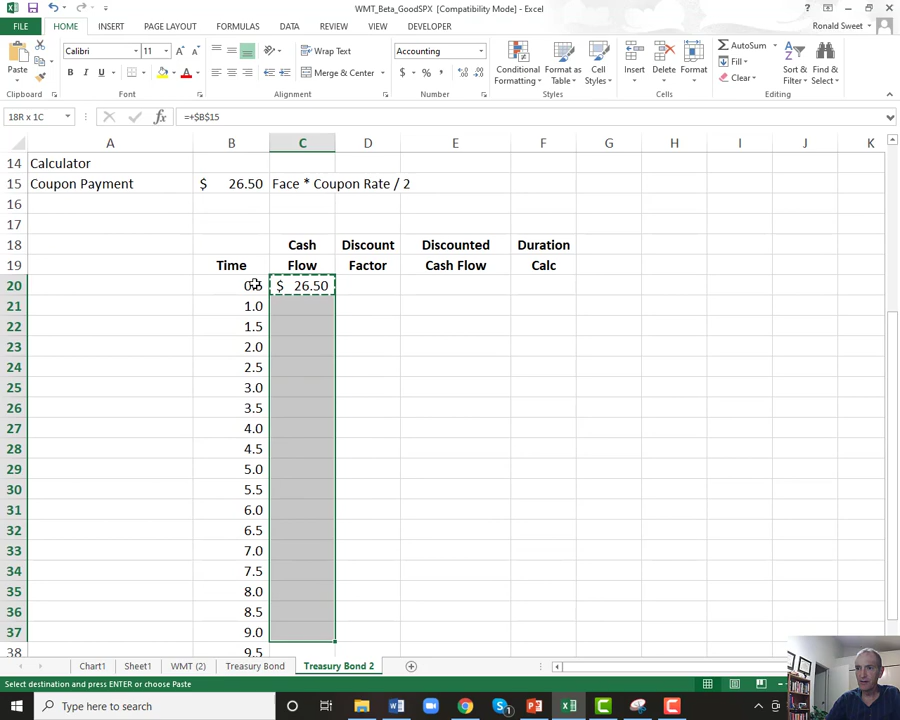 WMT_Beta_GoodSPX [Compatibility Mode] - Excel
FILE HOME INSERT PAGE LAYOUT FORMULAS DATA REVIEW VIEW DEVELOPER Ronald Sweet
Calibri 11 Wrap Text Accounting AutoSum
Paste B I U A Merge & Center $ % Conditional Formatting Format as Table Cell Styles Insert Delete Format Fill Clear Sort & Filter Find & Select
Clipboard Font Alignment Number Styles Cells Editing
18R x 1C fx =+$B$15
A B C D E F G H I J K
14 Calculator
15 Coupon Payment $ 26.50 Face * Coupon Rate / 2
16
17
18 Cash Discount Discounted Duration
19 Time Flow Factor Cash Flow Calc
20 $ 26.50
21 1.0
22 1.5
23 2.0
24 2.5
25 3.0
26 3.5
27 4.0
28 4.5
29 5.0
30 5.5
31 6.0
32 6.5
33 7.0
34 7.5
35 8.0
36 8.5
37 9.0
38 9.5
Chart1 Sheet1 WMT (2) Treasury Bond Treasury Bond 2
Select destination and press ENTER or choose Paste
Type here to search